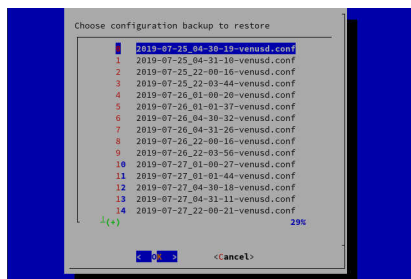 Choose configuration backup to restore
0 2019-07-25_04-30-19-venusd.conf
1 2019-07-25_04-31-10-venusd.conf
2 2019-07-25_22-00-16-venusd.conf
3 2019-07-25_22-03-44-venusd.conf
4 2019-07-26_01-00-20-venusd.conf
5 2019-07-26_01-01-37-venusd.conf
6 2019-07-26_04-30-32-venusd.conf
7 2019-07-26_04-31-26-venusd.conf
8 2019-07-26_22-00-16-venusd.conf
9 2019-07-26_22-03-56-venusd.conf
10 2019-07-27_01-00-27-venusd.conf
11 2019-07-27_01-01-44-venusd.conf
12 2019-07-27_04-30-18-venusd.conf
13 2019-07-27_04-31-11-venusd.conf
14 2019-07-27_22-00-21-venusd.conf
┴(+) 29%
< OK > <Cancel>